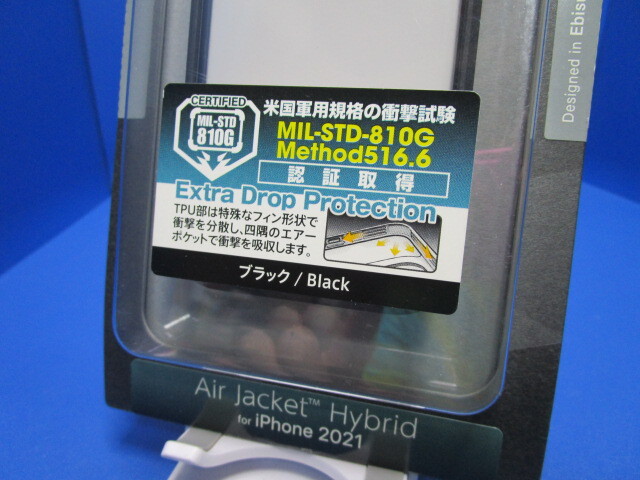 Designed in Ebisu
CERTIFIED
MIL-STD
810G
米国軍用規格の衝撃試験
MIL-STD-810G
Method516.6
認証取得
Extra Drop Protection
TPU部は特殊なフィン形状で
衝撃を分散し、四隅のエアー
ポケットで衝撃を吸収します。
ブラック / Black
Air Jacket™ Hybrid
for iPhone 2021